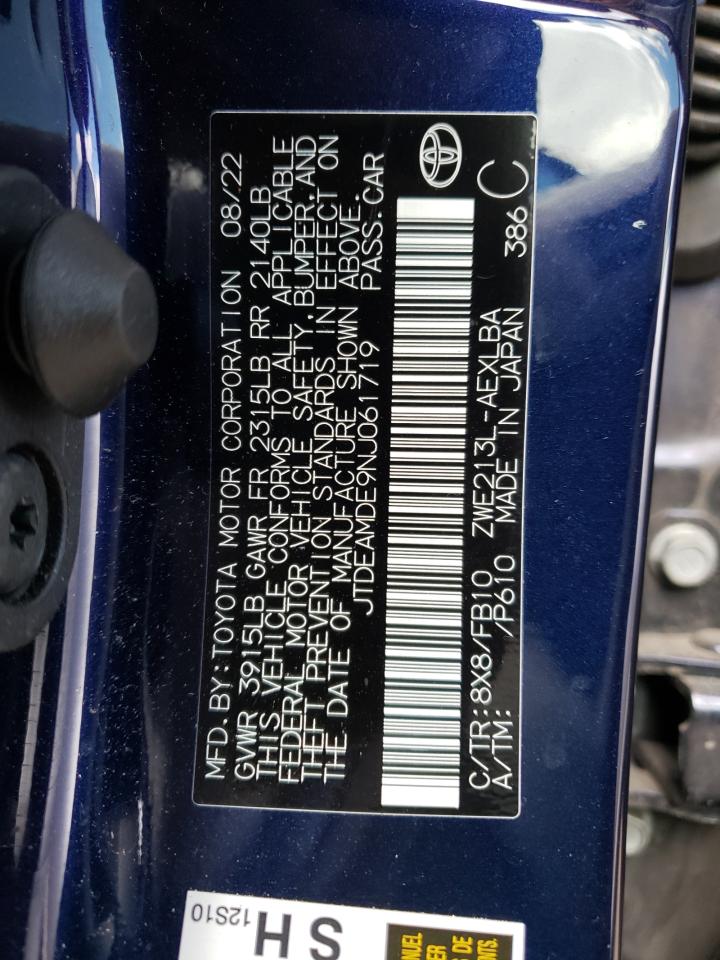 MFD.BY:TOYOTA MOTOR CORPORATION 08/22
GVWR 3915LB GAWR FR 2315LB RR 2140LB
THIS VEHICLE CONFORMS TO ALL APPLICABLE
FEDERAL MOTOR VEHICLE SAFETY,BUMPER,AND
THEFT PREVENTION STANDARDS IN EFFECT ON
THE DATE OF MANUFACTURE SHOWN ABOVE.
JTDEAMDE9NJ061719 PASS.CAR
C/TR:8X8/FB10 ZWE213L-AEXLBA
A/TM: /P610 MADE IN JAPAN 386 C
12S10
SH
DE